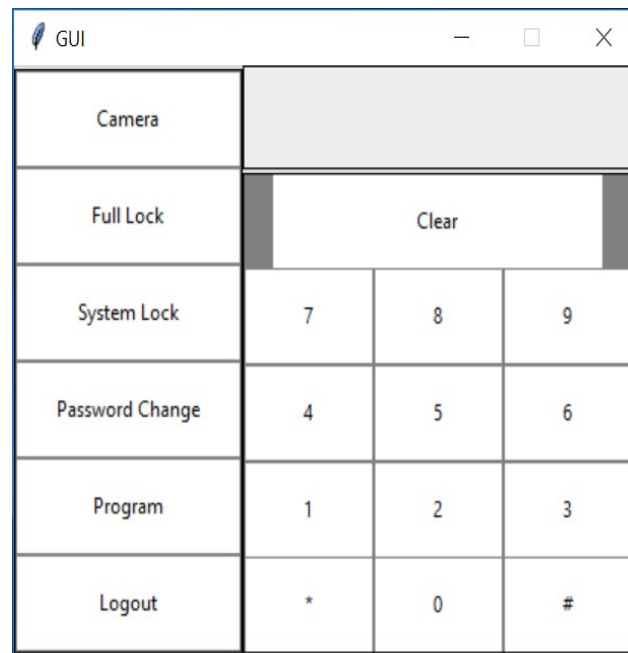 GUI
Camera
Full Lock
System Lock
Password Change
Program
Logout
Clear
7 8 9
4 5 6
1 2 3
* 0 #